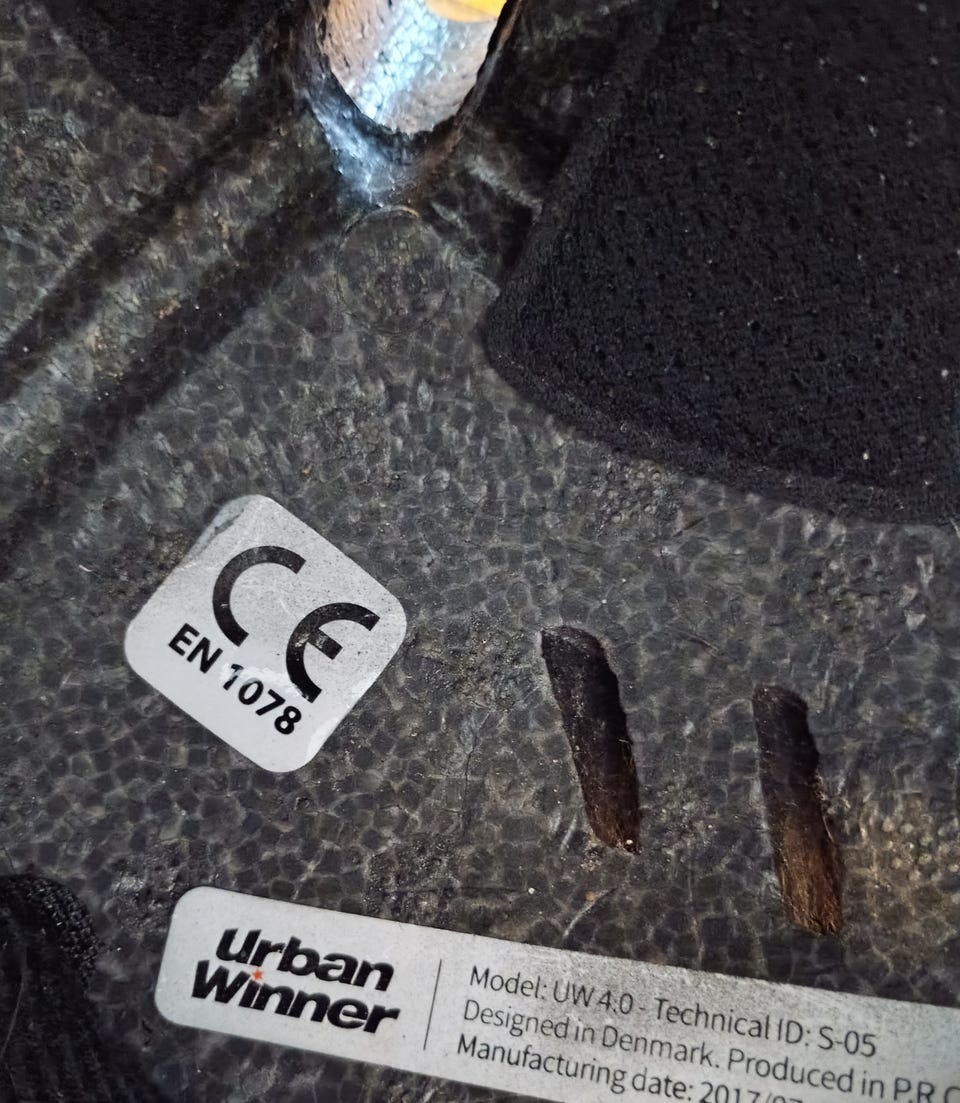 CE
EN 1078
Urban
Winner
Model: UW 4.0 - Technical ID: S-05
Designed in Denmark. Produced in P.R.
Manufacturing date: